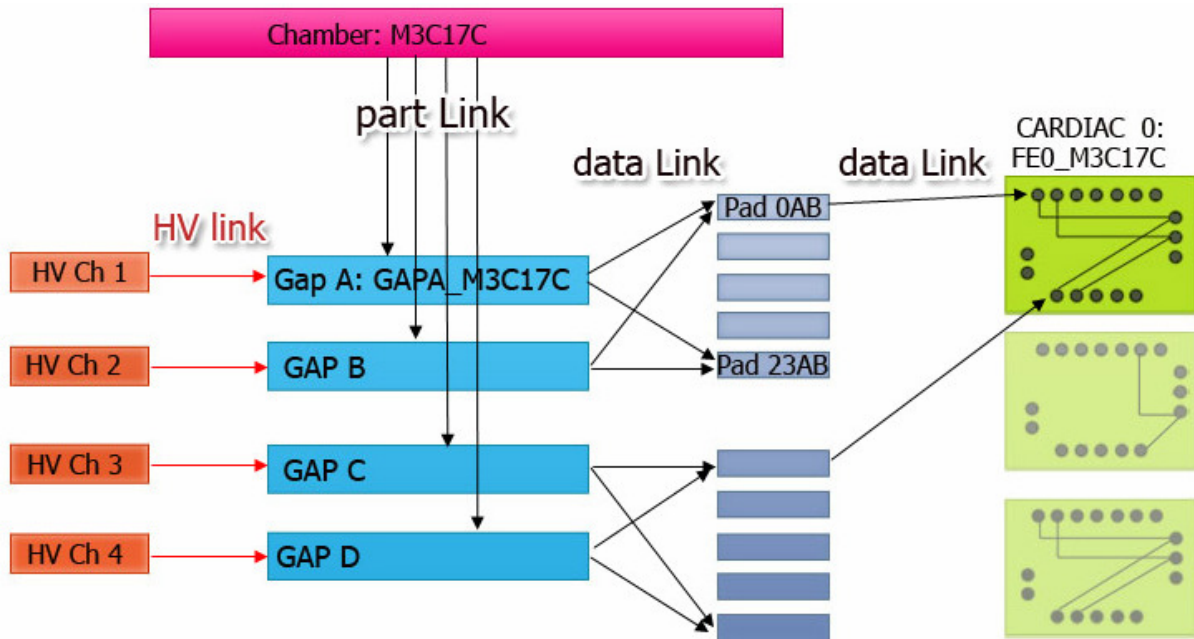 Chamber: M3C17C
part Link
CARDIAC 0:
FE0_M3C17C
data Link
data Link
Pad 0AB
HV link
HV Ch 1
Gap A: GAPA_M3C17C
HV Ch 2
GAP B
Pad 23AB
HV Ch 3
GAP C
HV Ch 4
GAP D